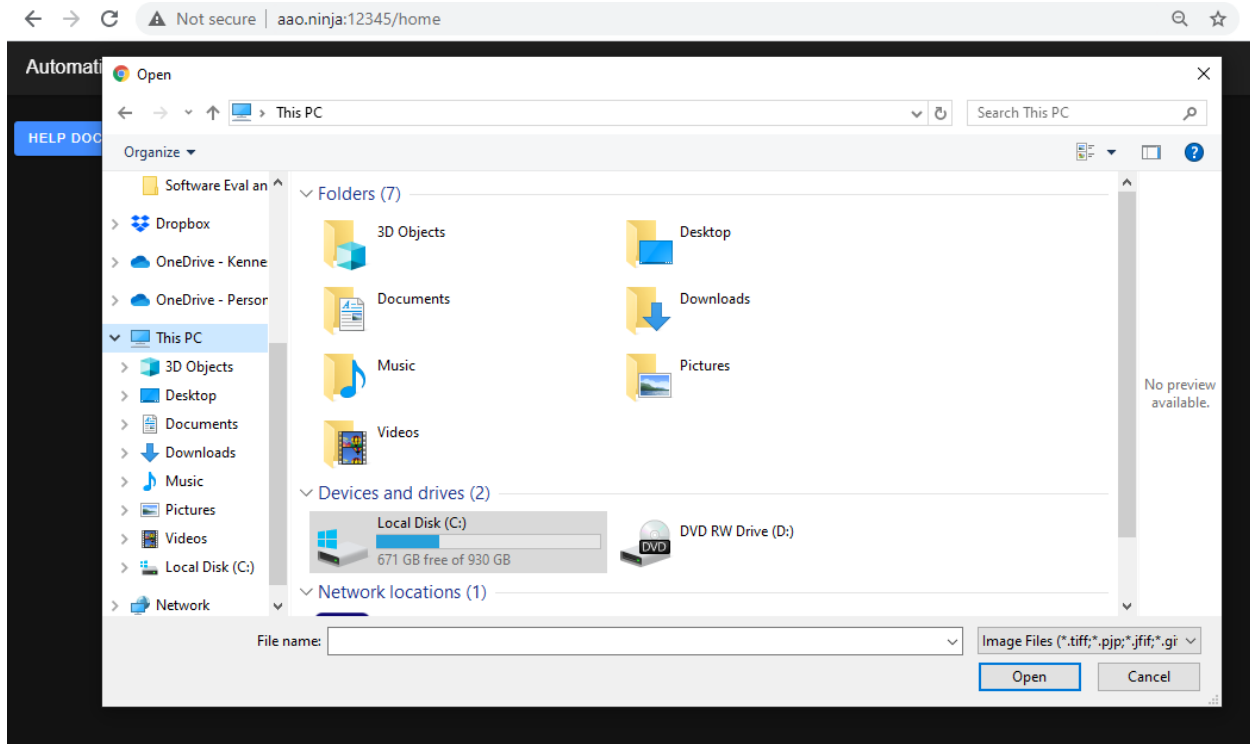 Not secure | aao.ninja:12345/home
Automati
Open
This PC
Search This PC
HELP DOC
Organize
Software Eval an
Dropbox
OneDrive - Kenne
OneDrive - Person
This PC
3D Objects
Desktop
Documents
Downloads
Music
Pictures
Videos
Local Disk (C:)
Network
Folders (7)
3D Objects
Desktop
Documents
Downloads
Music
Pictures
Videos
Devices and drives (2)
Local Disk (C:)
671 GB free of 930 GB
DVD
DVD RW Drive (D:)
Network locations (1)
No preview
available.
File name:
Image Files (*.tiff;*.pjp;*.jfif;*.gif
Open
Cancel